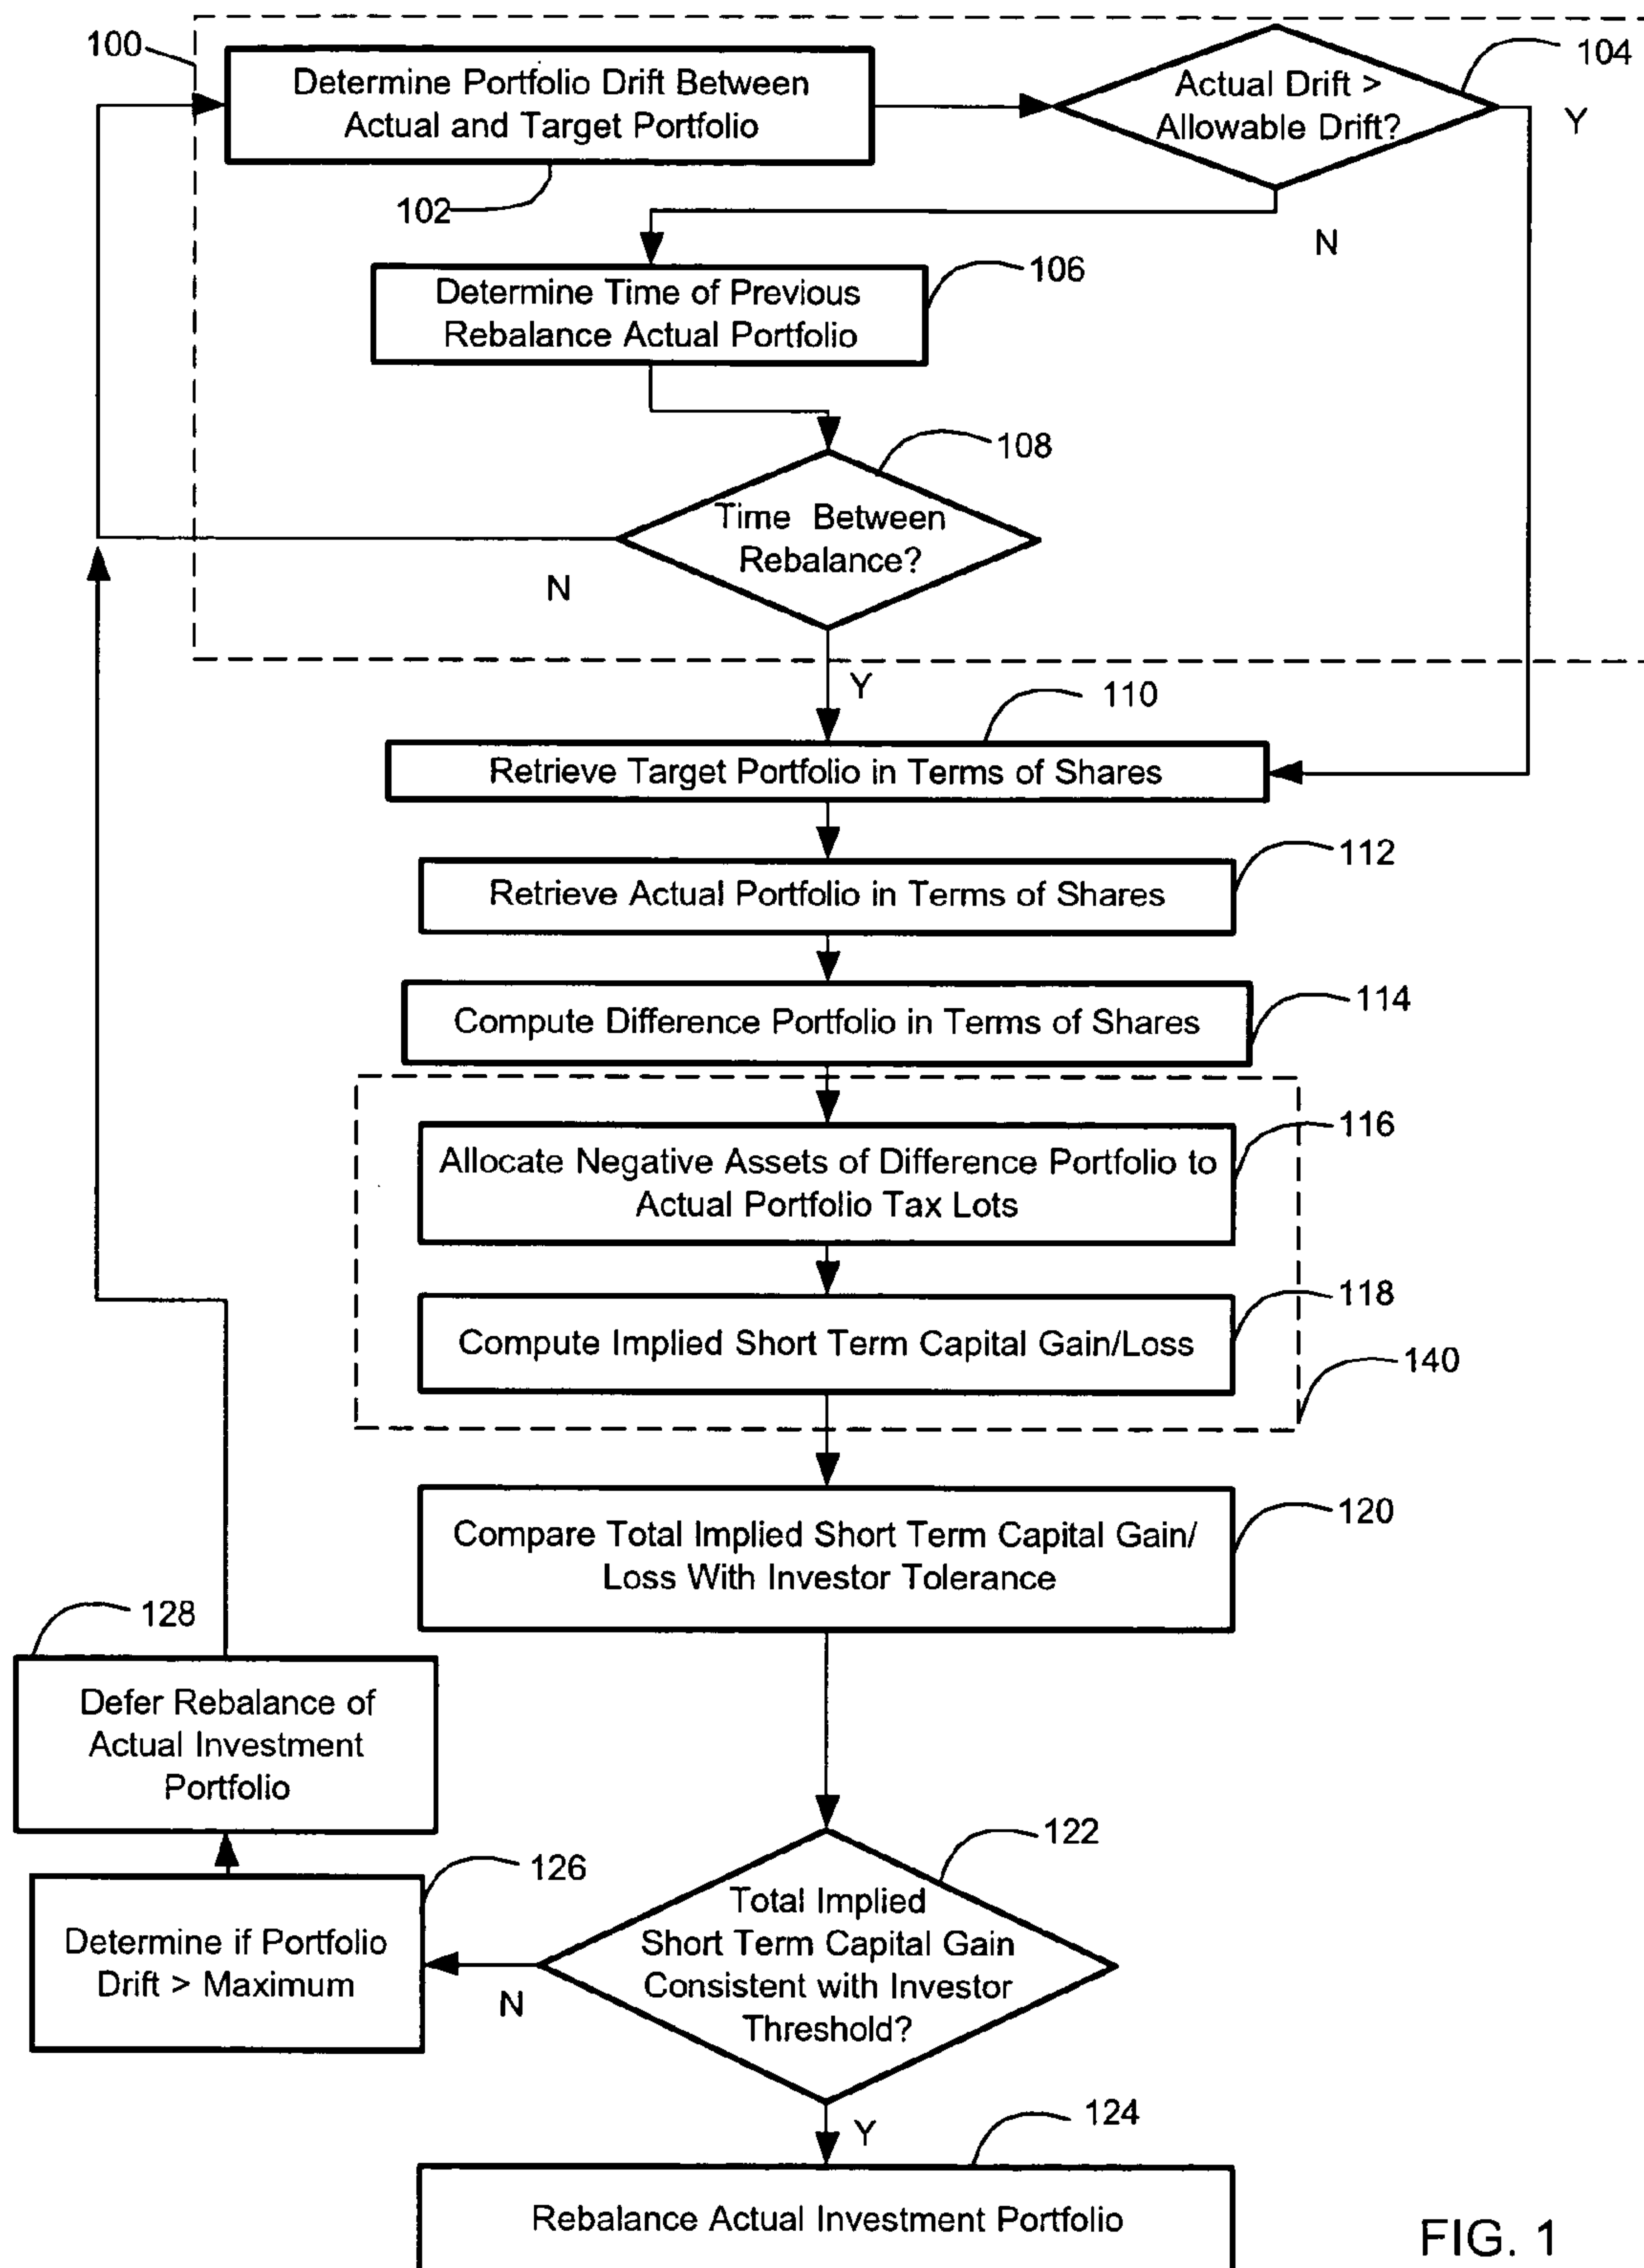 100
Determine Portfolio Drift Between
Actual and Target Portfolio
102
Actual Drift >
Allowable Drift?
104
Y
N
Determine Time of Previous
Rebalance Actual Portfolio
106
108
Time Between
Rebalance?
N
Y
110
Retrieve Target Portfolio in Terms of Shares
112
Retrieve Actual Portfolio in Terms of Shares
114
Compute Difference Portfolio in Terms of Shares
116
Allocate Negative Assets of Difference Portfolio to
Actual Portfolio Tax Lots
118
Compute Implied Short Term Capital Gain/Loss
140
120
Compare Total Implied Short Term Capital Gain/
Loss With Investor Tolerance
128
Defer Rebalance of
Actual Investment
Portfolio
122
Total Implied
Short Term Capital Gain
Consistent with Investor
Threshold?
126
Determine if Portfolio
Drift > Maximum
N
Y
124
Rebalance Actual Investment Portfolio
FIG. 1